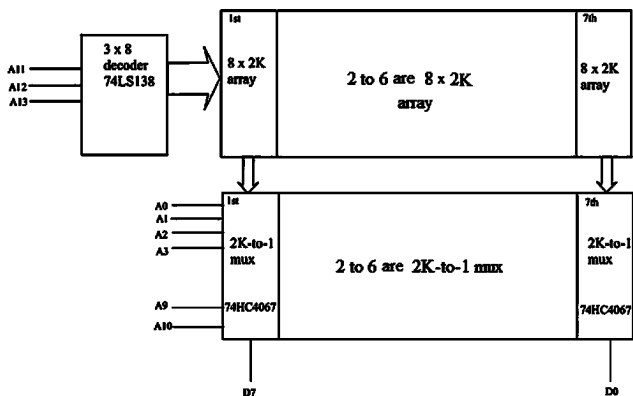 1st
7th
3 x 8
decoder
74LS138
A11
A12
A13
8 x 2K
array
2 to 6 are 8 x 2K
array
8 x 2K
array
1st
7th
A0
A1
A2
A3
2K-to-1
mux
2 to 6 are 2K-to-1 mux
2K-to-1
mux
A9
74HC4067
74HC4067
A10
D7
D0